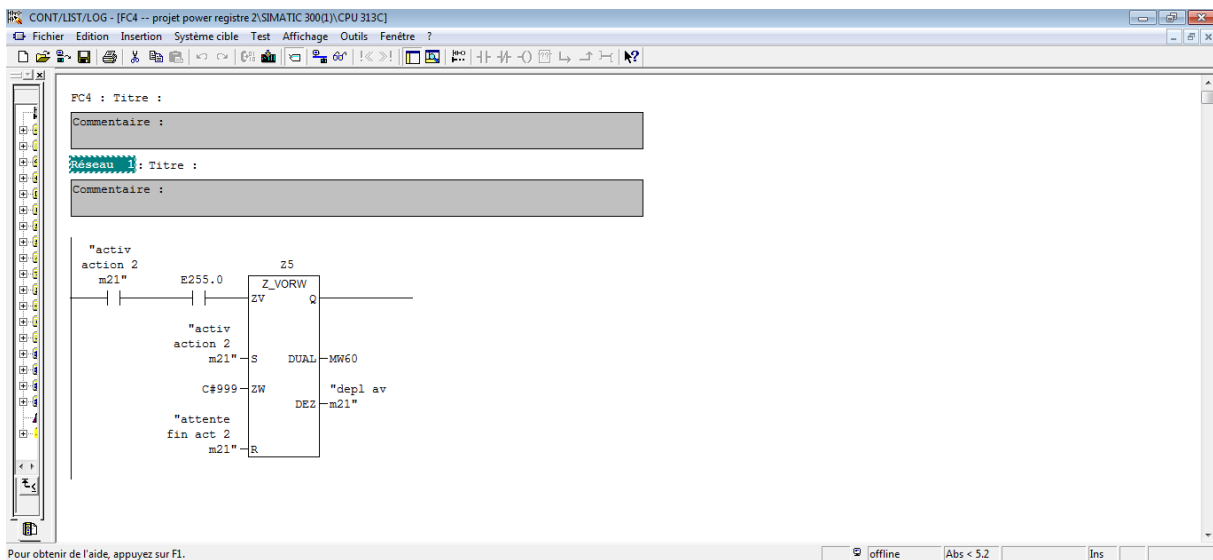 CONT/LIST/LOG - [FC4 -- projet power registre 2\SIMATIC 300(1)\CPU 313C]
Fichier Edition Insertion Système cible Test Affichage Outils Fenêtre ?
FC4 : Titre :
Commentaire :
Réseau 1 : Titre :
Commentaire :
"activ
action 2
m21"
E255.0
Z5
Z_VORW
ZV Q
"activ
action 2
m21" S DUAL MW60
C#999 ZW
"depl av
DEZ m21"
"attente
fin act 2
m21" R
Pour obtenir de l'aide, appuyez sur F1.
offline
Abs < 5.2
Ins